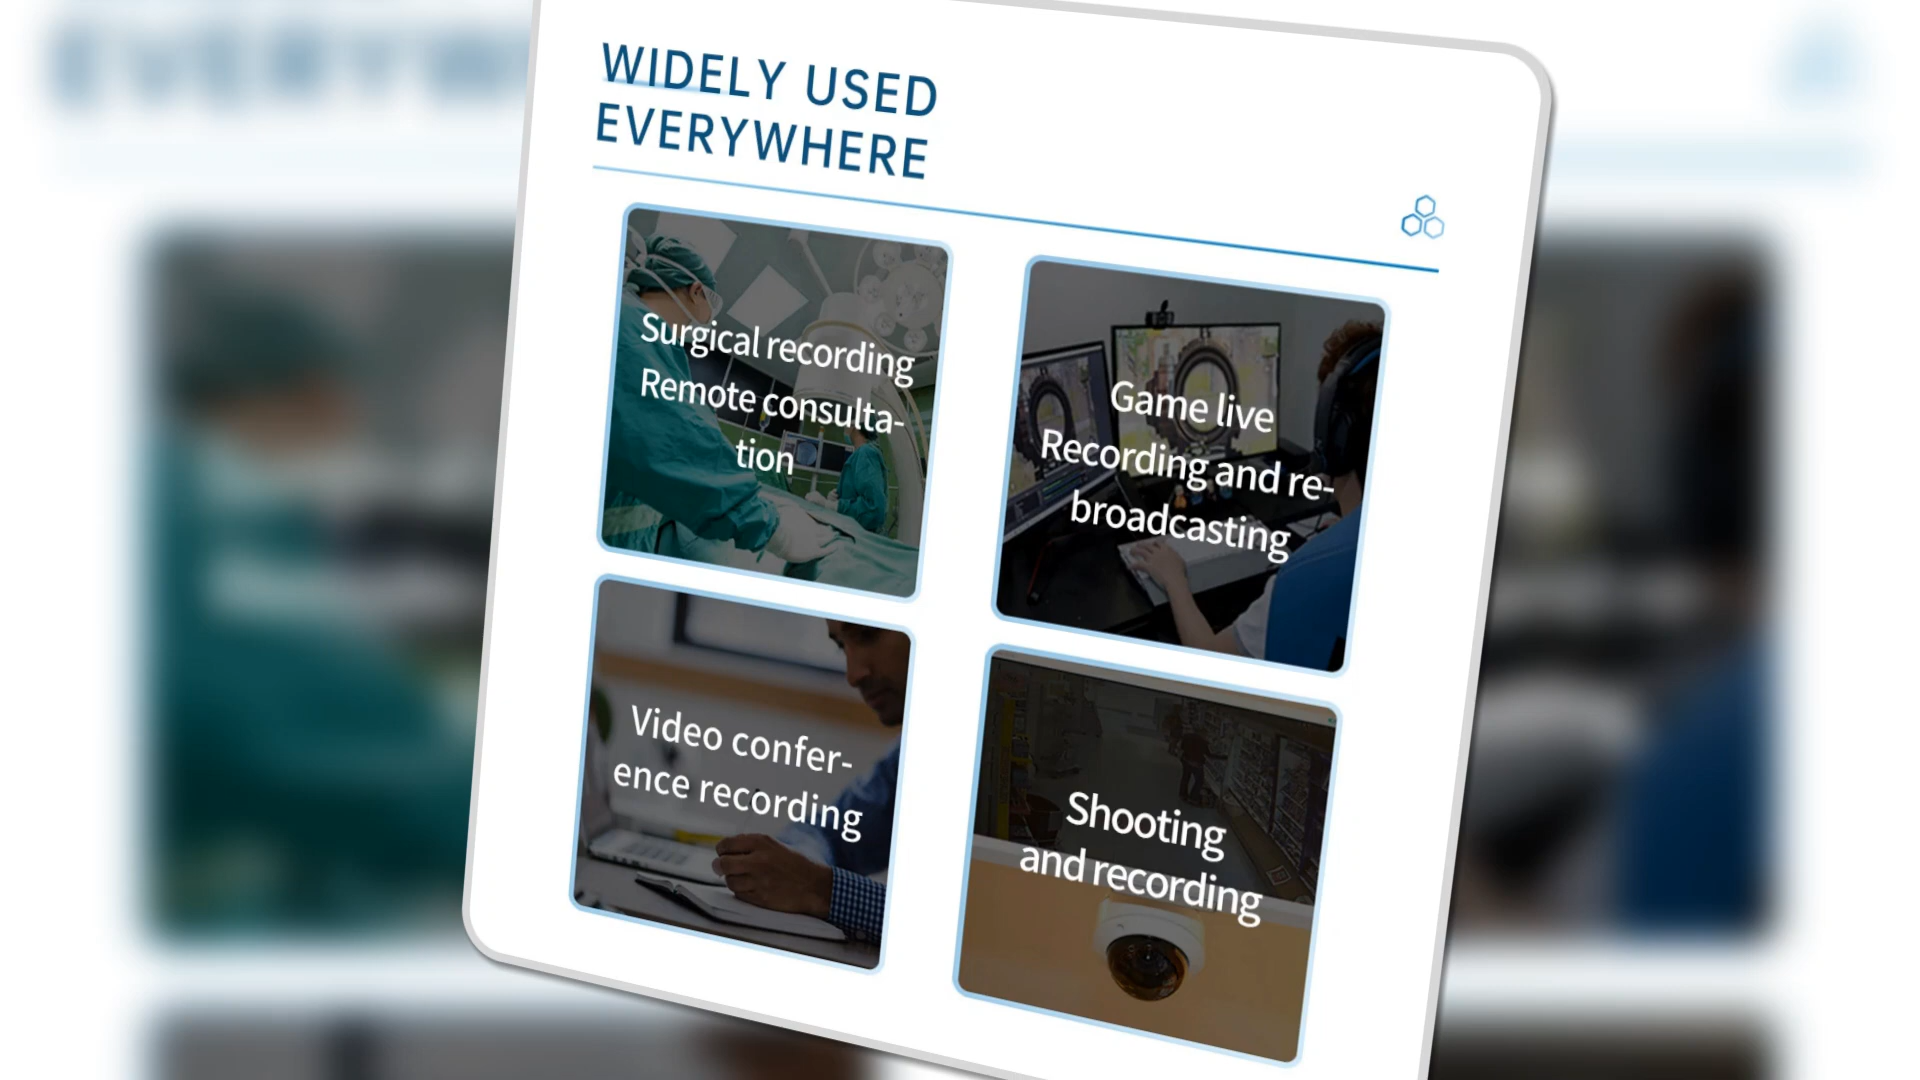 WIDELY USED
EVERYWHERE
Surgical recording
Remote consulta-
tion
Game live
Recording and re-
broadcasting
Video confer-
ence recording
Shooting
and recording